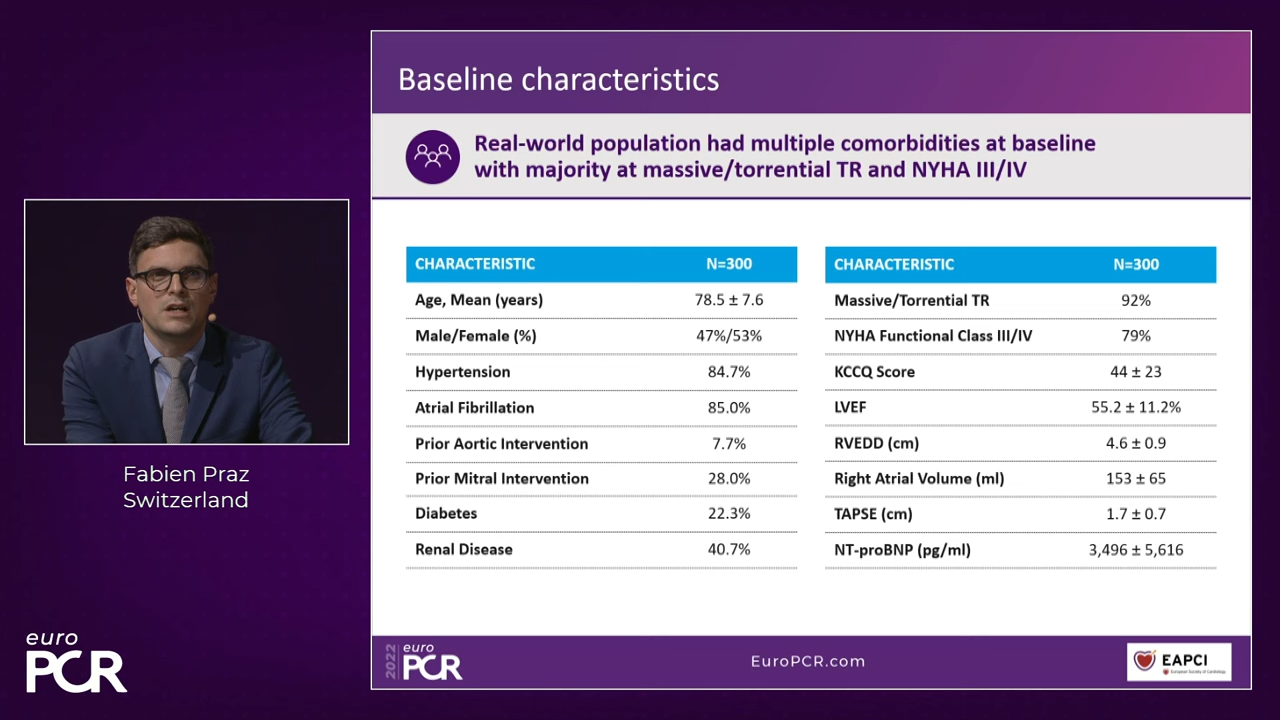 Baseline characteristics
Real-world population had multiple comorbidities at baseline
with majority at massive/torrential TR and NYHA III/IV
CHARACTERISTIC N=300
Age, Mean (years) 78.5 ± 7.6
Male/Female (%) 47%/53%
Hypertension 84.7%
Atrial Fibrillation 85.0%
Prior Aortic Intervention 7.7%
Prior Mitral Intervention 28.0%
Diabetes 22.3%
Renal Disease 40.7%
CHARACTERISTIC N=300
Massive/Torrential TR 92%
NYHA Functional Class III/IV 79%
KCCQ Score 44 ± 23
LVEF 55.2 ± 11.2%
RVEDD (cm) 4.6 ± 0.9
Right Atrial Volume (ml) 153 ± 65
TAPSE (cm) 1.7 ± 0.7
NT-proBNP (pg/ml) 3,496 ± 5,616
Fabien Praz
Switzerland
euro
PCR
2022
euro
PCR
EuroPCR.com
EAPCI
European Society of Cardiology